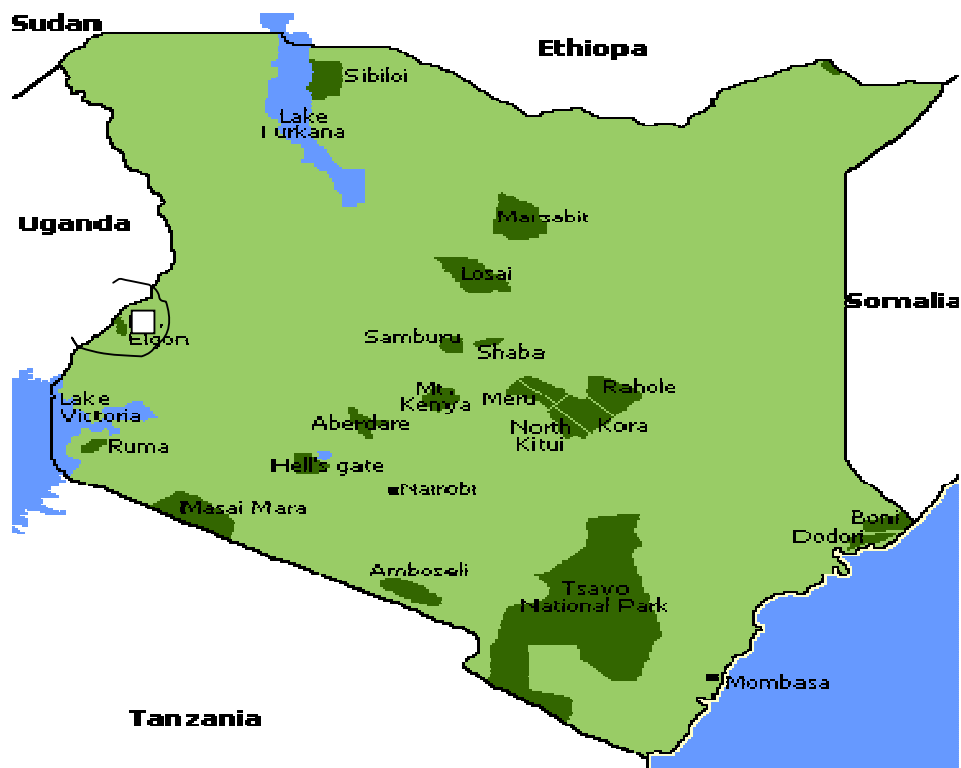 Sudan
Ethiopa
Sibiloi
Lake
Turkana
Uganda
Marsabit
Losai
Somalia
Elgon
Samburu
Shaba
Mt.
Kenya
Meru
Rahole
Lake
Victoria
Aberdare
North
Kitui
Kora
Ruma
Hell's gate
Nairobi
Masai Mara
Boni
Dodori
Amboseli
Tsavo
National Park
Mombasa
Tanzania